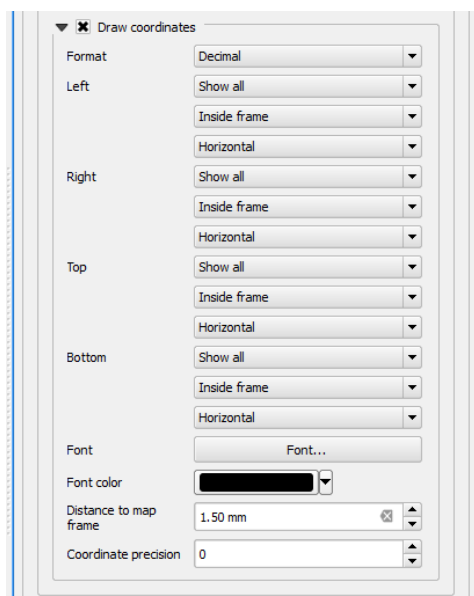 Draw coordinates
Format Decimal
Left Show all
Inside frame
Horizontal
Right Show all
Inside frame
Horizontal
Top Show all
Inside frame
Horizontal
Bottom Show all
Inside frame
Horizontal
Font Font...
Font color
Distance to map
frame 1.50 mm
Coordinate precision 0